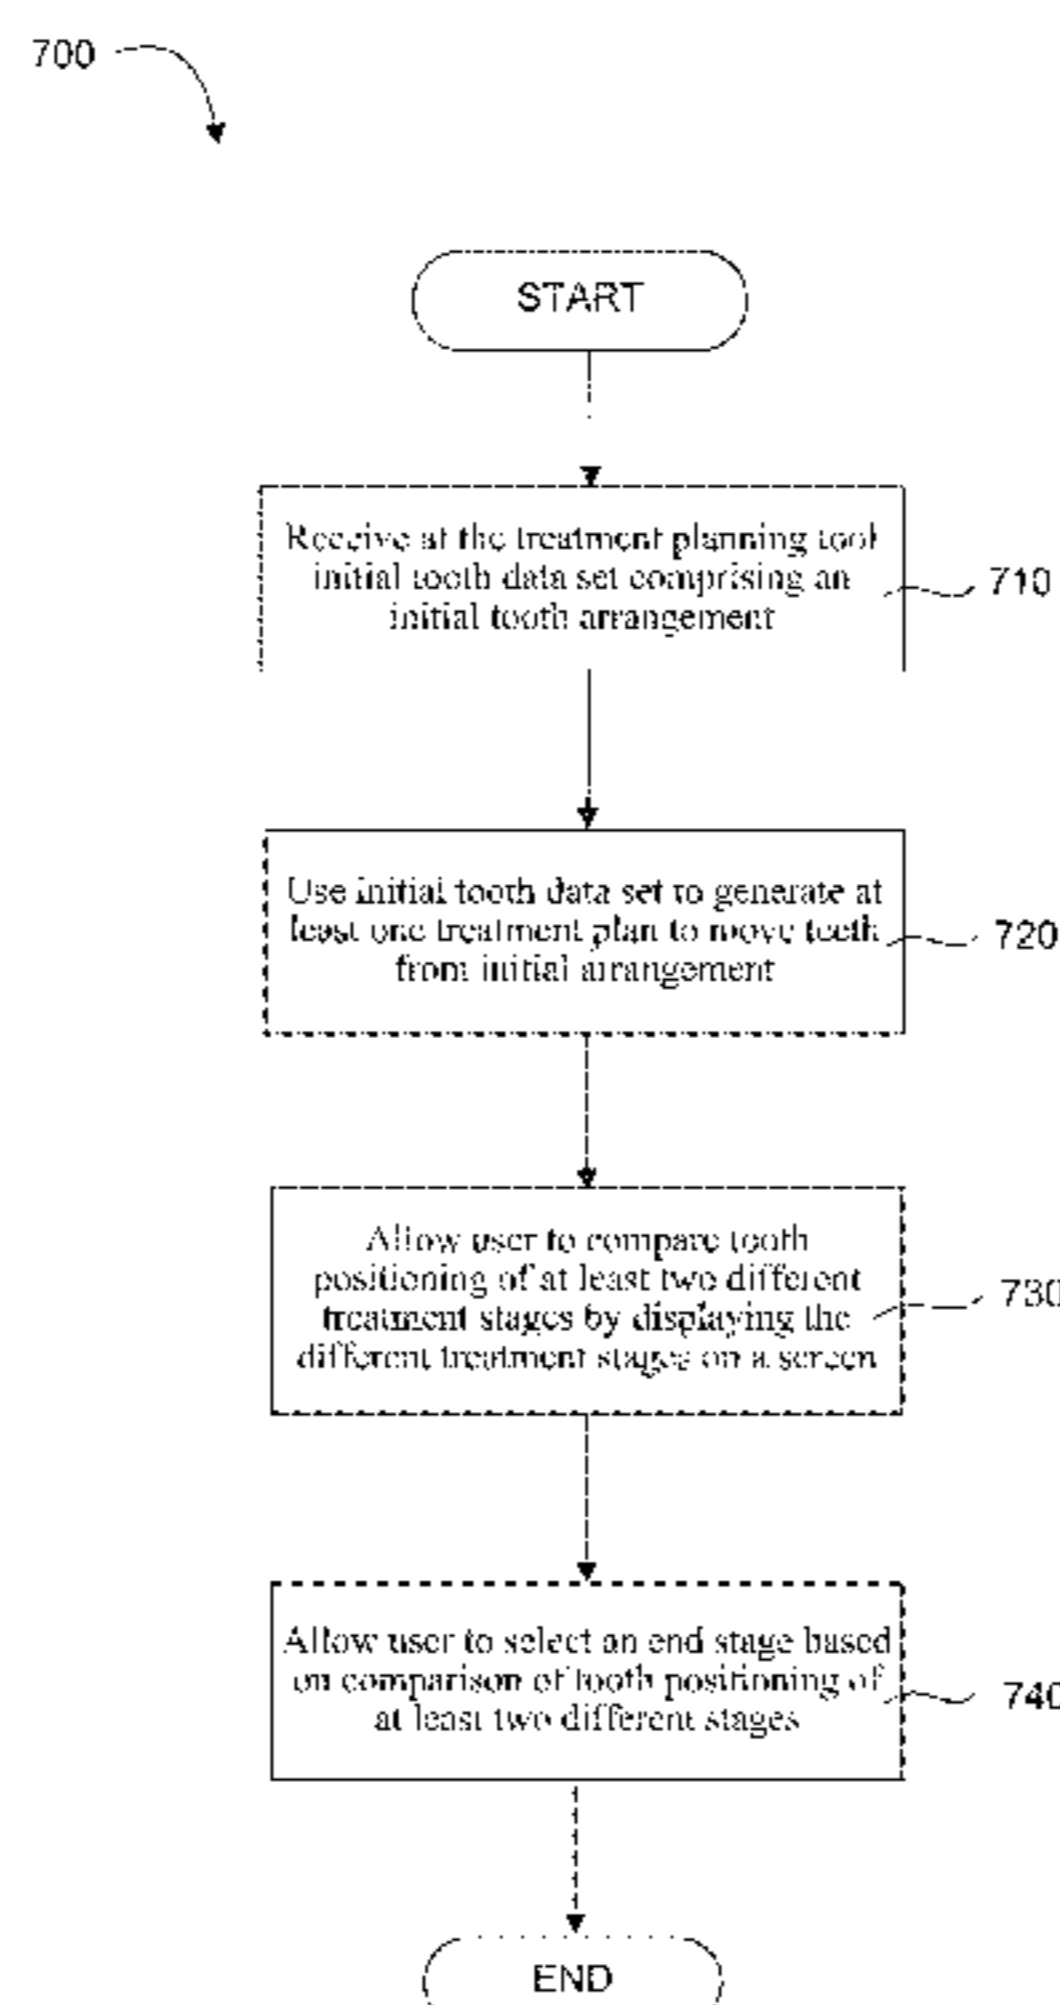 700
START
Receive at the treatment planning tool
initial tooth data set comprising an
initial tooth arrangement
710
Use initial tooth data set to generate at
least one treatment plan to move teeth
from initial arrangement
720
Allow user to compare tooth
positioning of at least two different
treatment stages by displaying the
different treatment stages on a screen
730
Allow user to select an end stage based
on comparison of tooth positioning of
at least two different stages
740
END